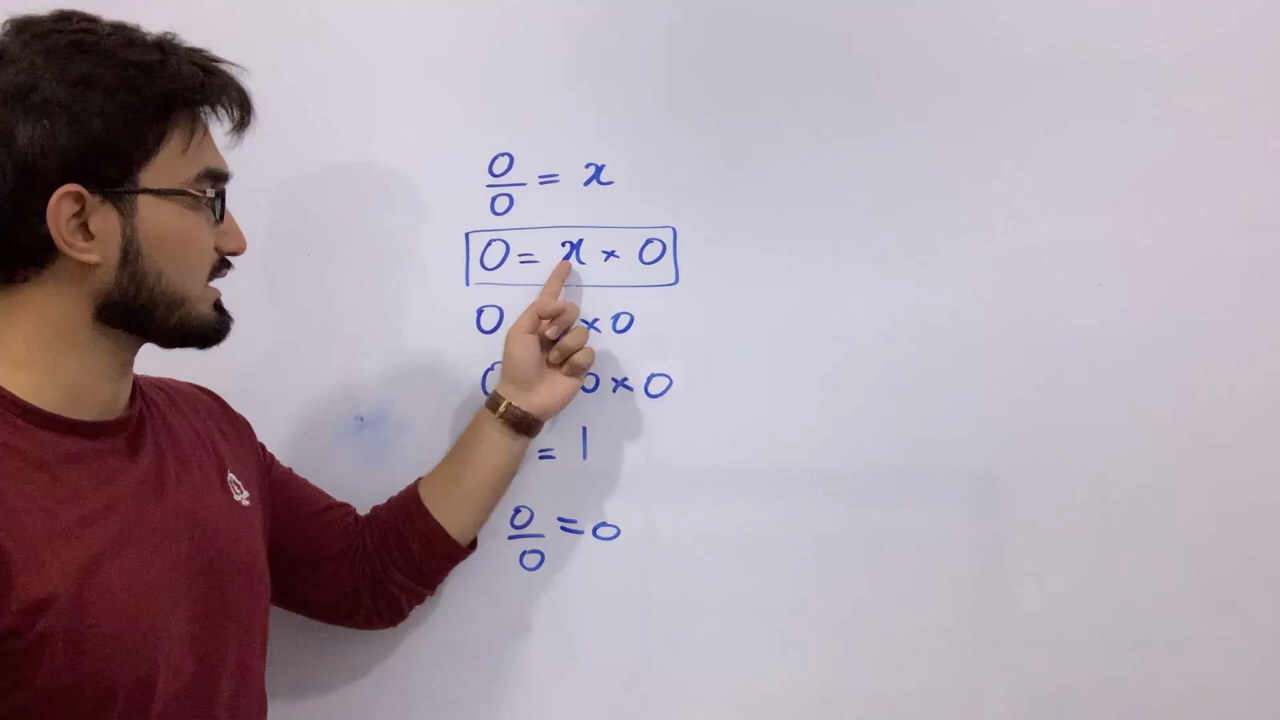 0/0 = x
0 = x × 0
0 × 0
0 × 0
= 1
0/0 = 0